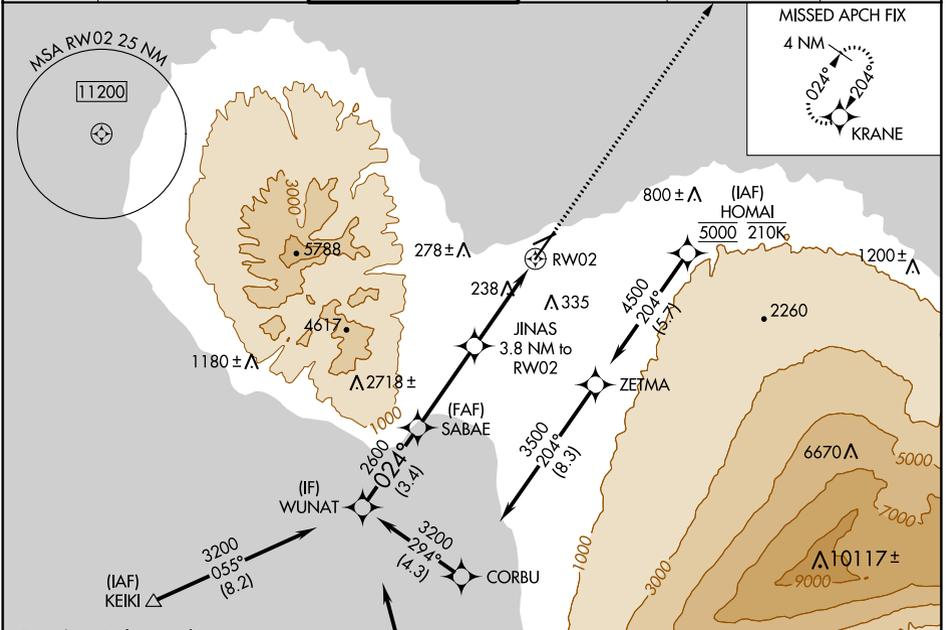 MSA RW02 25 NM
11200
MISSED APCH FIX
4 NM
024°
204°
KRANE
3000
5788
4617
1180±
2718±
1000
278±
238
335
RW02
800±
(IAF)
HOMAI
5000 210K
1200±
2260
4500
204°
(5.7)
JINAS
3.8 NM to
RW02
ZETMA
(FAF)
SABAE
2600
024°
(3.4)
3500
204°
(8.3)
(IF)
WUNAT
3200
294°
(4.3)
CORBU
3200
055°
(8.2)
(IAF)
KEIKI
6670
5000
7000
10117±
9000
1000
3000